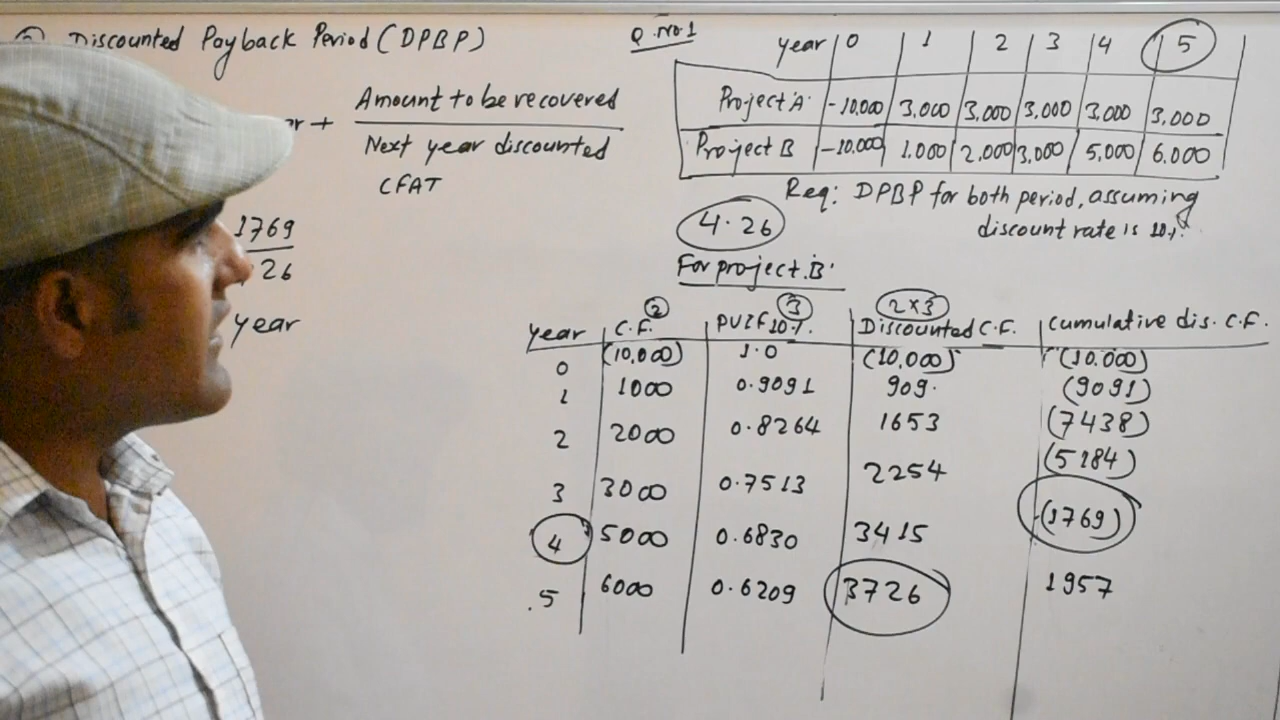 Discounted Payback Period (DPBP)
r + Amount to be recovered
Next year discounted
CFAT
1769
26
year
Q.No.1
year 0 1 2 3 4 5
Project A -10.000 3,000 3,000 3,000 3,000 3,000
Project B -10.000 1.000 2,000 3,000 5,000 6.000
Req: DPBP for both period, assuming
discount rate is 10%
4.26
For project B
2 3 2x3
year C.F. PVIF 10% Discounted C.F. cumulative dis. C.F.
0 (10,000) 1.0 (10,000) (10.000)
1 1000 0.9091 909. (9091)
2 2000 0.8264 1653 (7438)
3 3000 0.7513 2254 (5184)
4 5000 0.6830 3415 (1769)
5 6000 0.6209 3726 1957